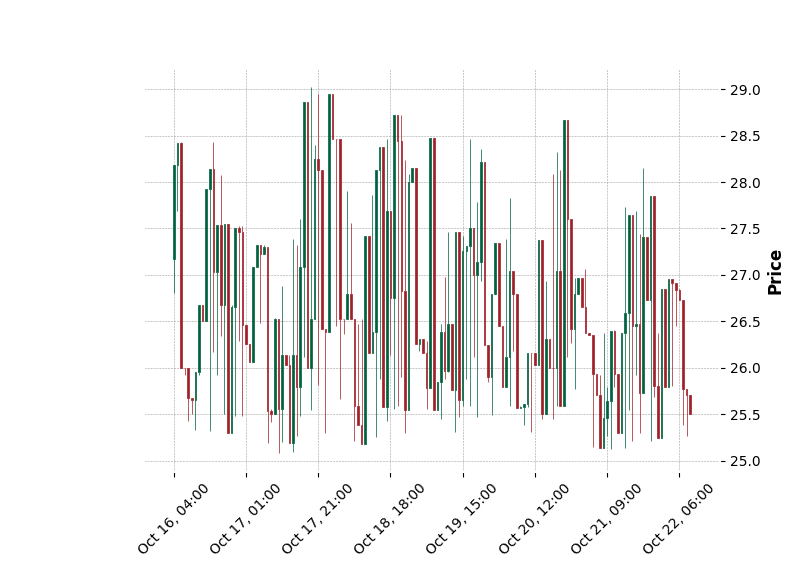 29.0
28.5
28.0
27.5
27.0
26.5
26.0
25.5
25.0
Price
Oct 16, 04:00
Oct 17, 01:00
Oct 17, 21:00
Oct 18, 18:00
Oct 19, 15:00
Oct 20, 12:00
Oct 21, 09:00
Oct 22, 06:00